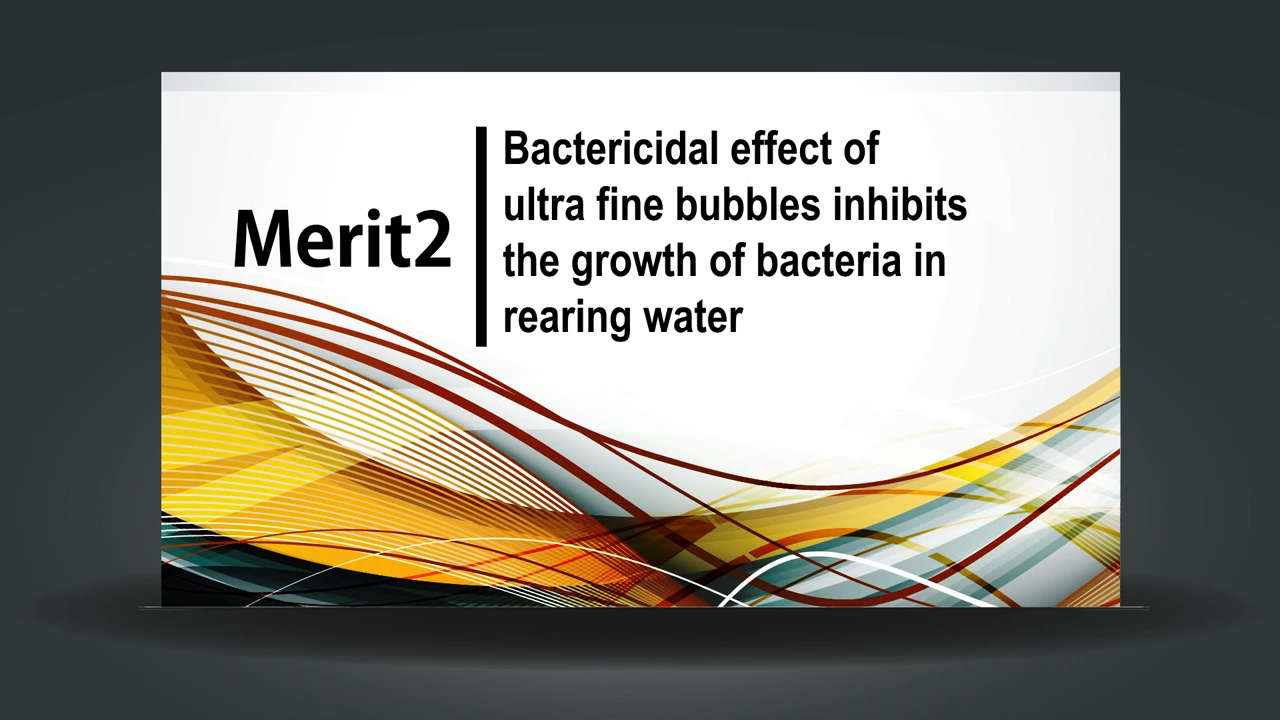 Merit2
Bactericidal effect of
ultra fine bubbles inhibits
the growth of bacteria in
rearing water